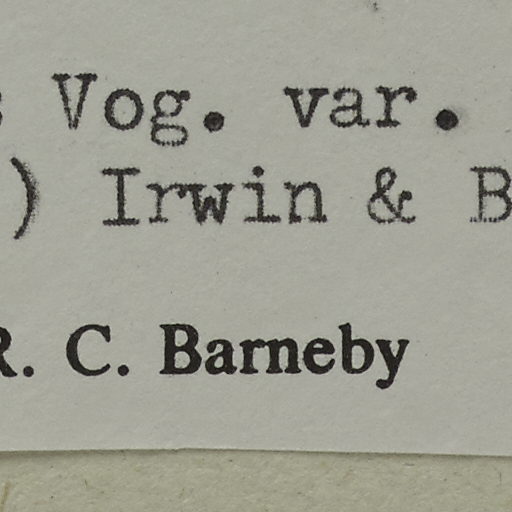 Vog. var.
) Irwin & B
R. C. Barneby